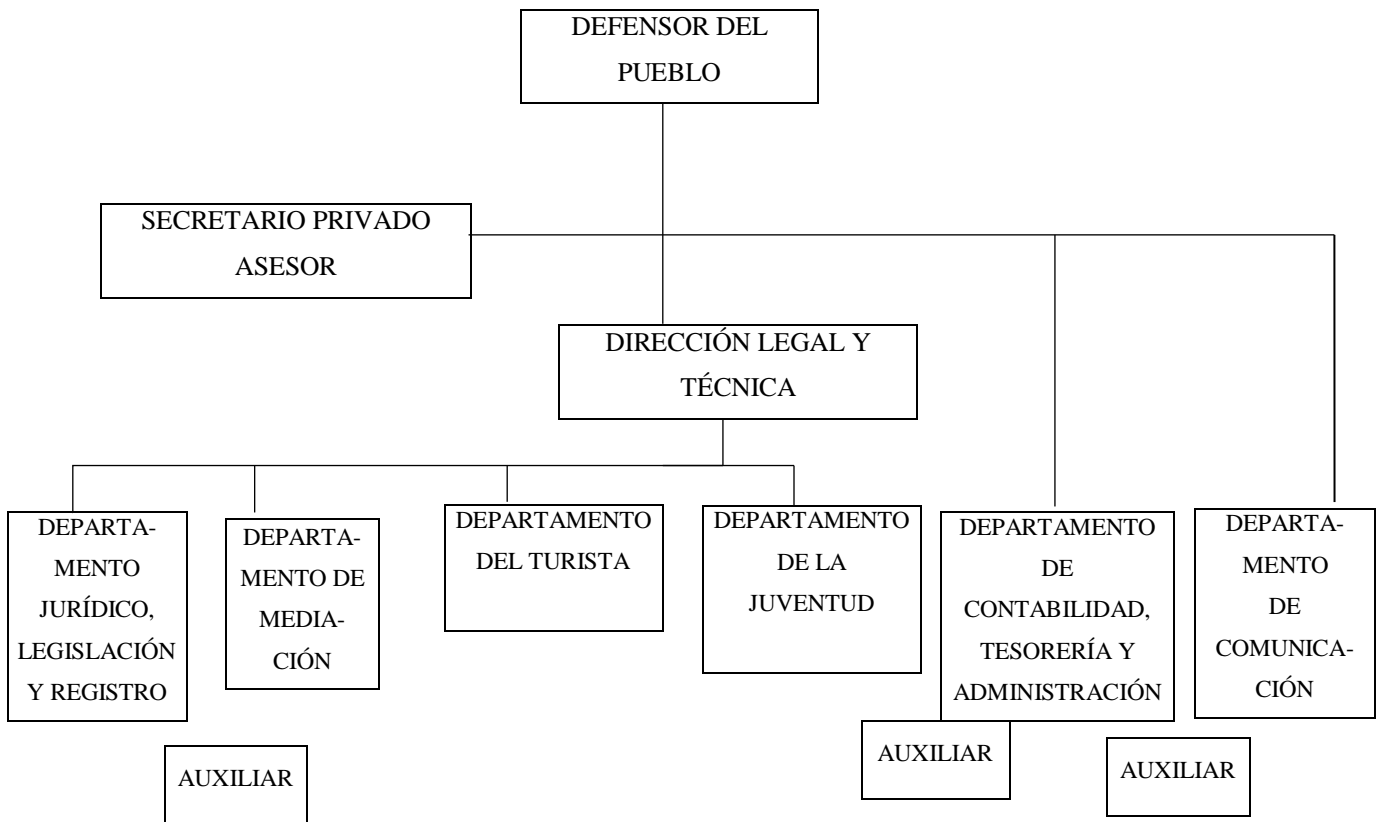 DEFENSOR DEL
PUEBLO
SECRETARIO PRIVADO
ASESOR
DIRECCIÓN LEGAL Y
TÉCNICA
DEPARTA-
MENTO
JURÍDICO,
LEGISLACIÓN
Y REGISTRO
DEPARTA-
MENTO DE
MEDIA-
CIÓN
DEPARTAMENTO
DEL TURISTA
DEPARTAMENTO
DE LA
JUVENTUD
DEPARTAMENTO
DE
CONTABILIDAD,
TESORERÍA Y
ADMINISTRACIÓN
DEPARTA-
MENTO
DE
COMUNICA-
CIÓN
AUXILIAR
AUXILIAR
AUXILIAR